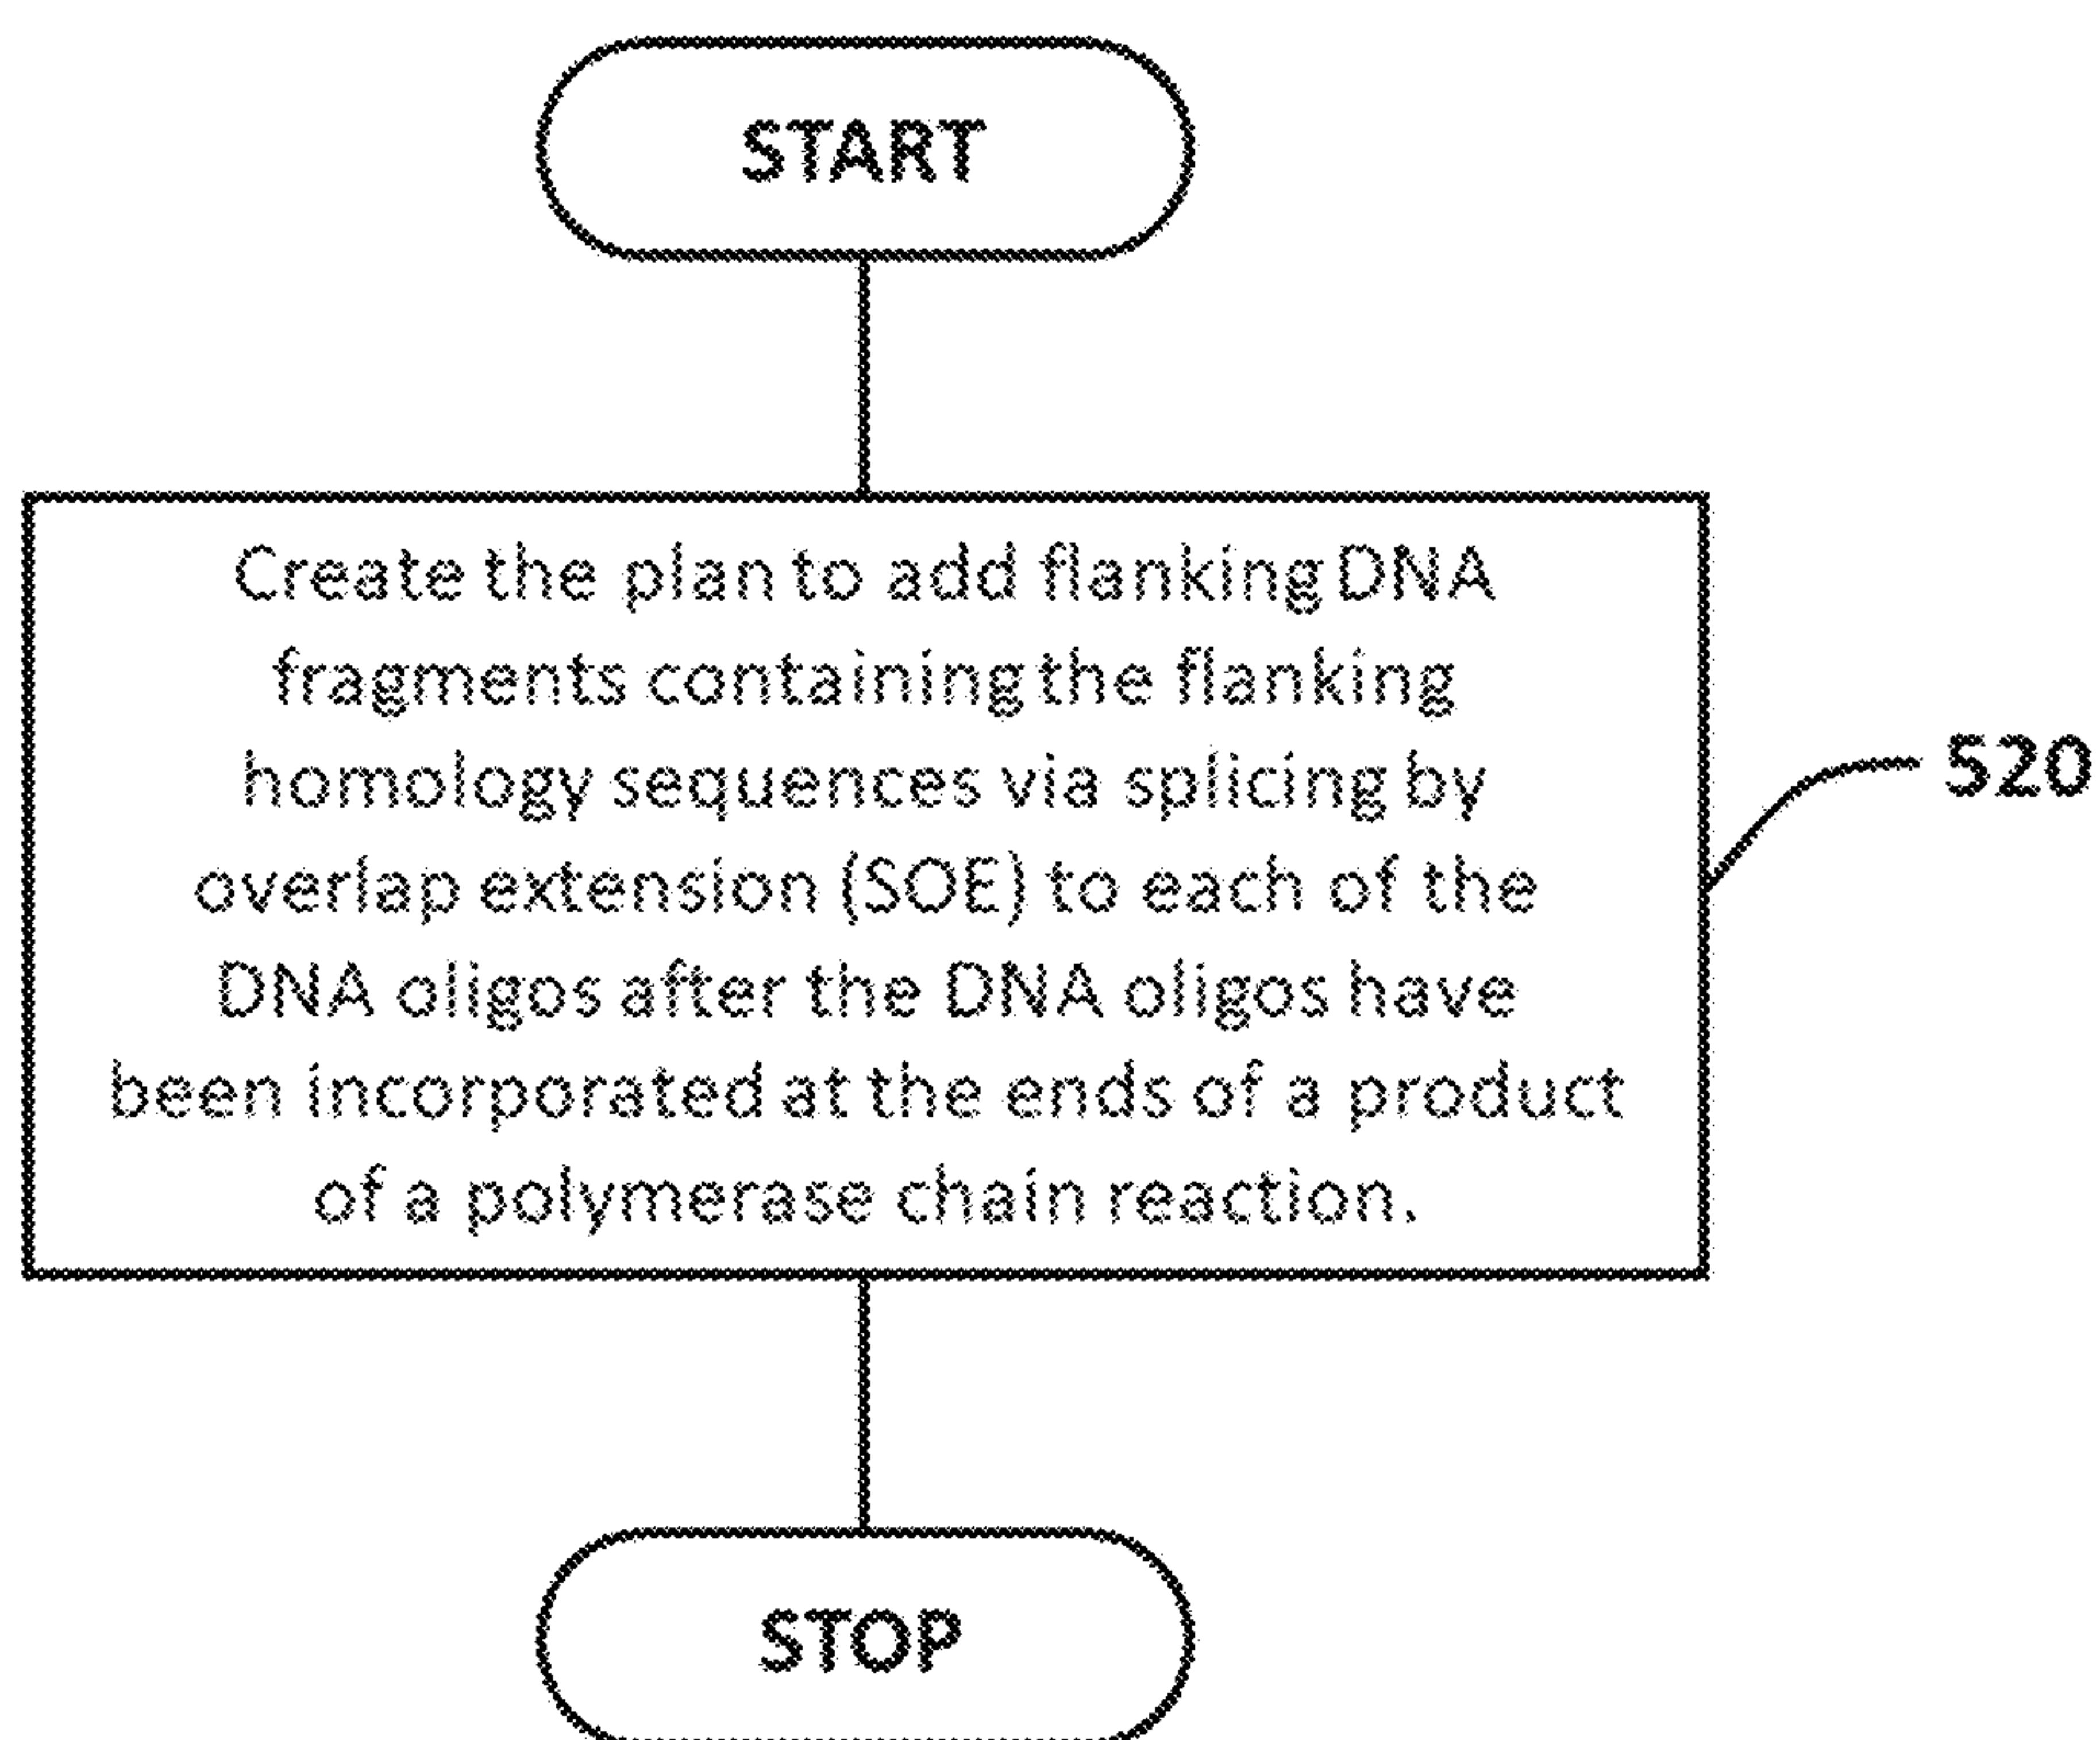 START
Create the plan to add flanking DNA
fragments containing the flanking
homology sequences via splicing by
overlap extension (SOE) to each of the
DNA oligos after the DNA oligos have
been incorporated at the ends of a product
of a polymerase chain reaction.
520
STOP